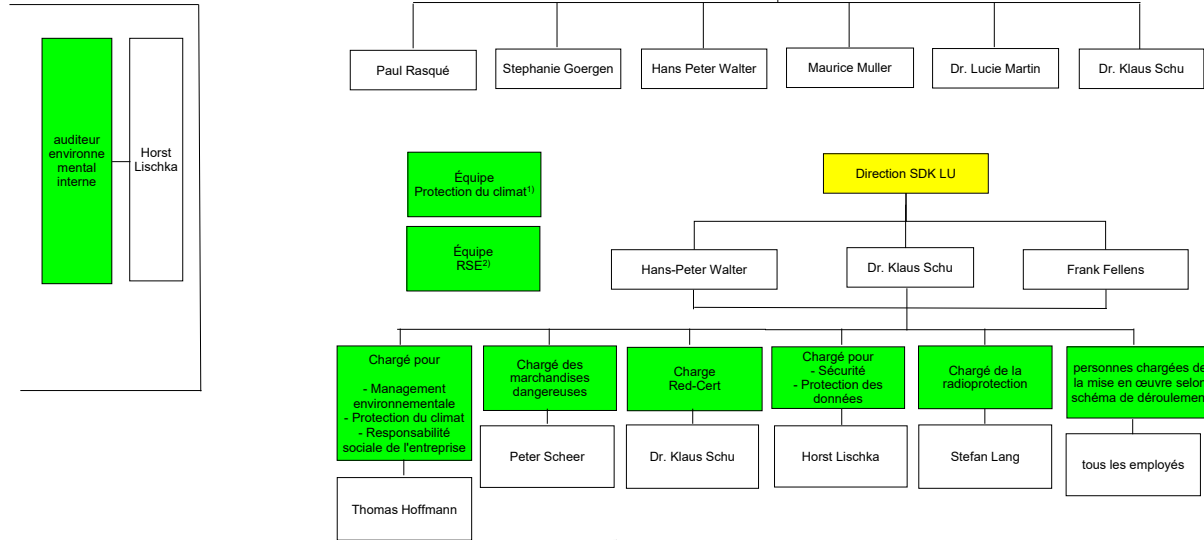 Paul Rasqué
Stephanie Goergen
Hans Peter Walter
Maurice Muller
Dr. Lucie Martin
Dr. Klaus Schu
auditeur
environne
mental
interne
Horst
Lischka
Équipe
Protection du climat1)
Direction SDK LU
Équipe
RSE2)
Hans-Peter Walter
Dr. Klaus Schu
Frank Fellens
Chargé pour
- Management
environnementale
- Protection du climat
- Responsabilité
sociale de l'entreprise
Chargé des
marchandises
dangereuses
Charge
Red-Cert
Chargé pour
- Sécurité
- Protection des
données
Chargé de la
radioprotection
personnes chargées de
la mise en œuvre selon
schéma de déroulement
Thomas Hoffmann
Peter Scheer
Dr. Klaus Schu
Horst Lischka
Stefan Lang
tous les employés